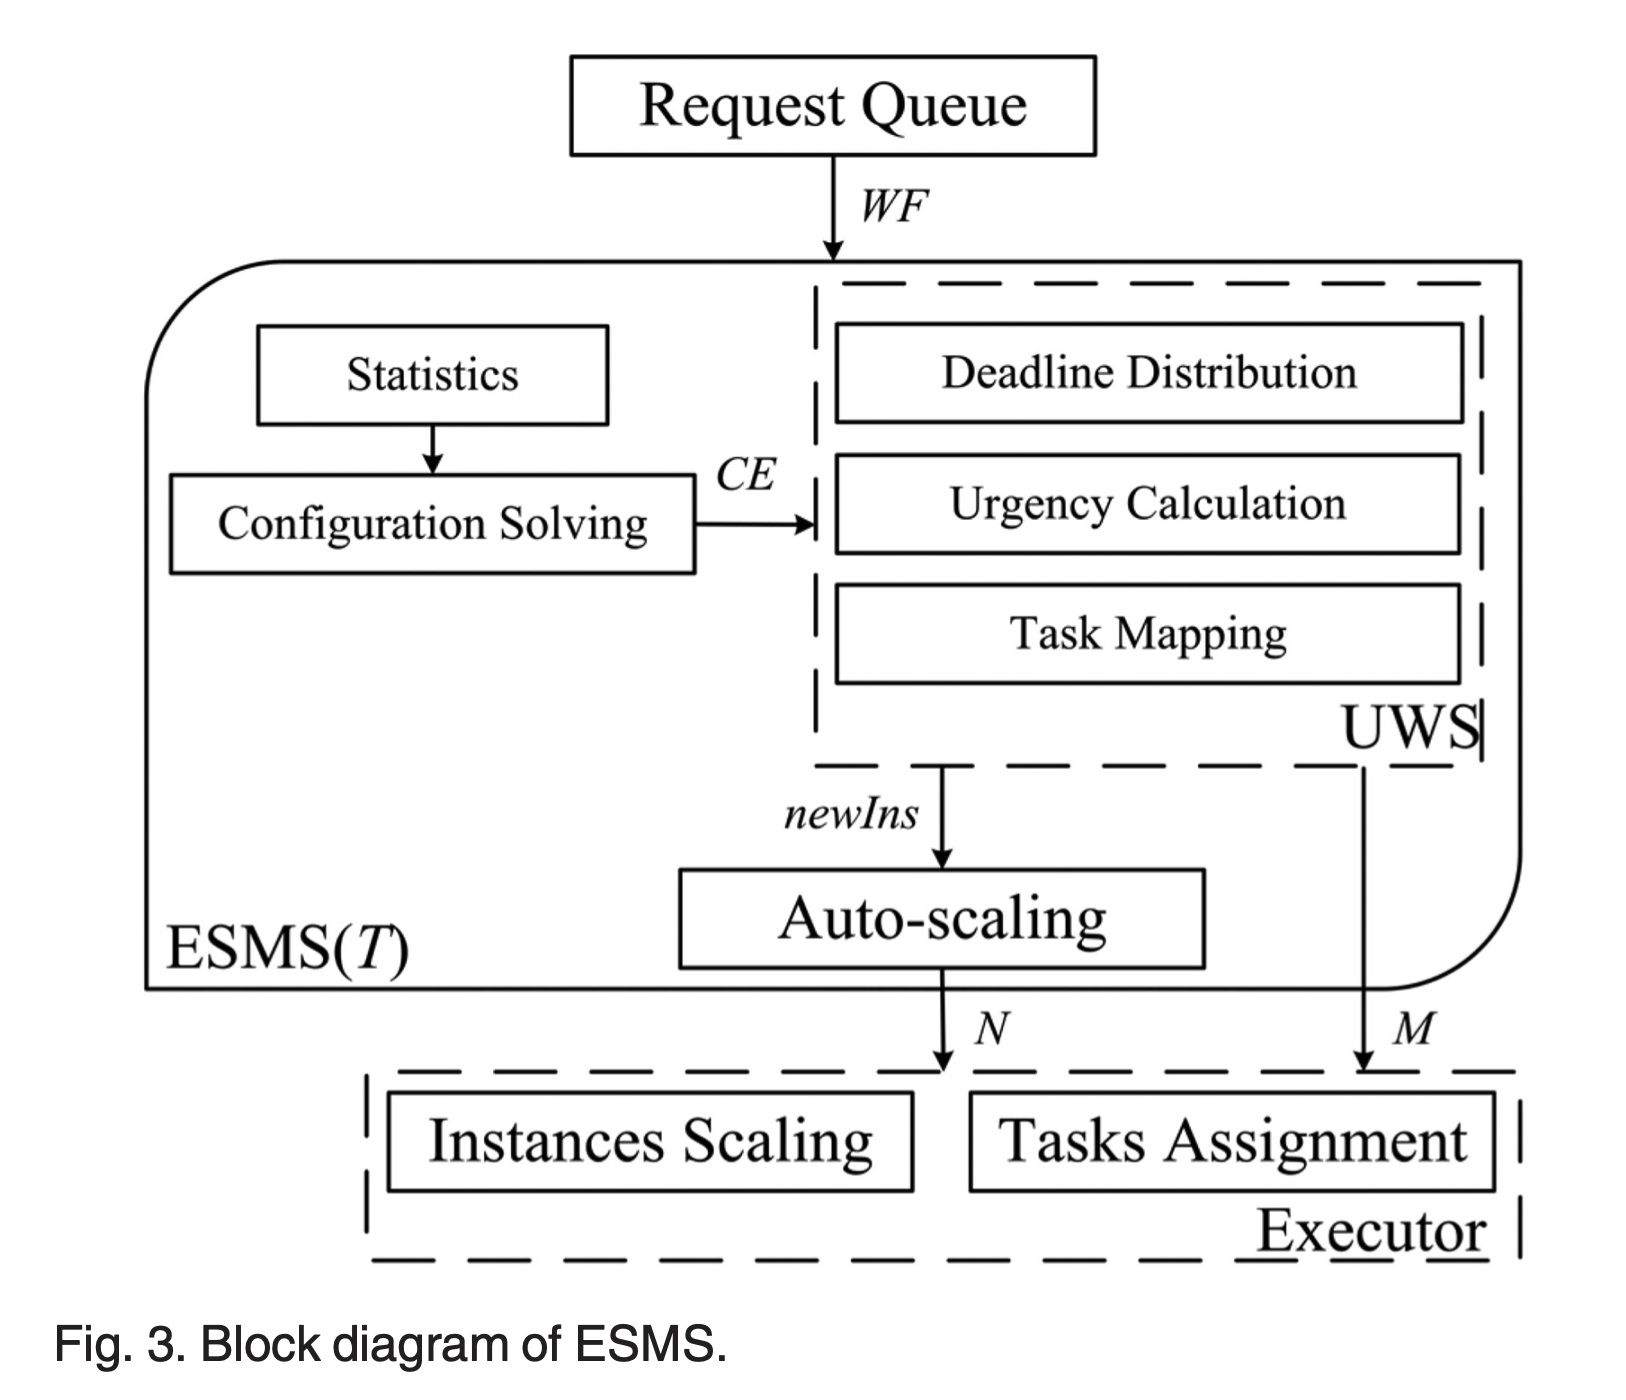 Request Queue
WF
Statistics
Deadline Distribution
CE
Configuration Solving
Urgency Calculation
Task Mapping
UWS
newIns
Auto-scaling
ESMS(T)
N
M
Instances Scaling
Tasks Assignment
Executor
Fig. 3. Block diagram of ESMS.